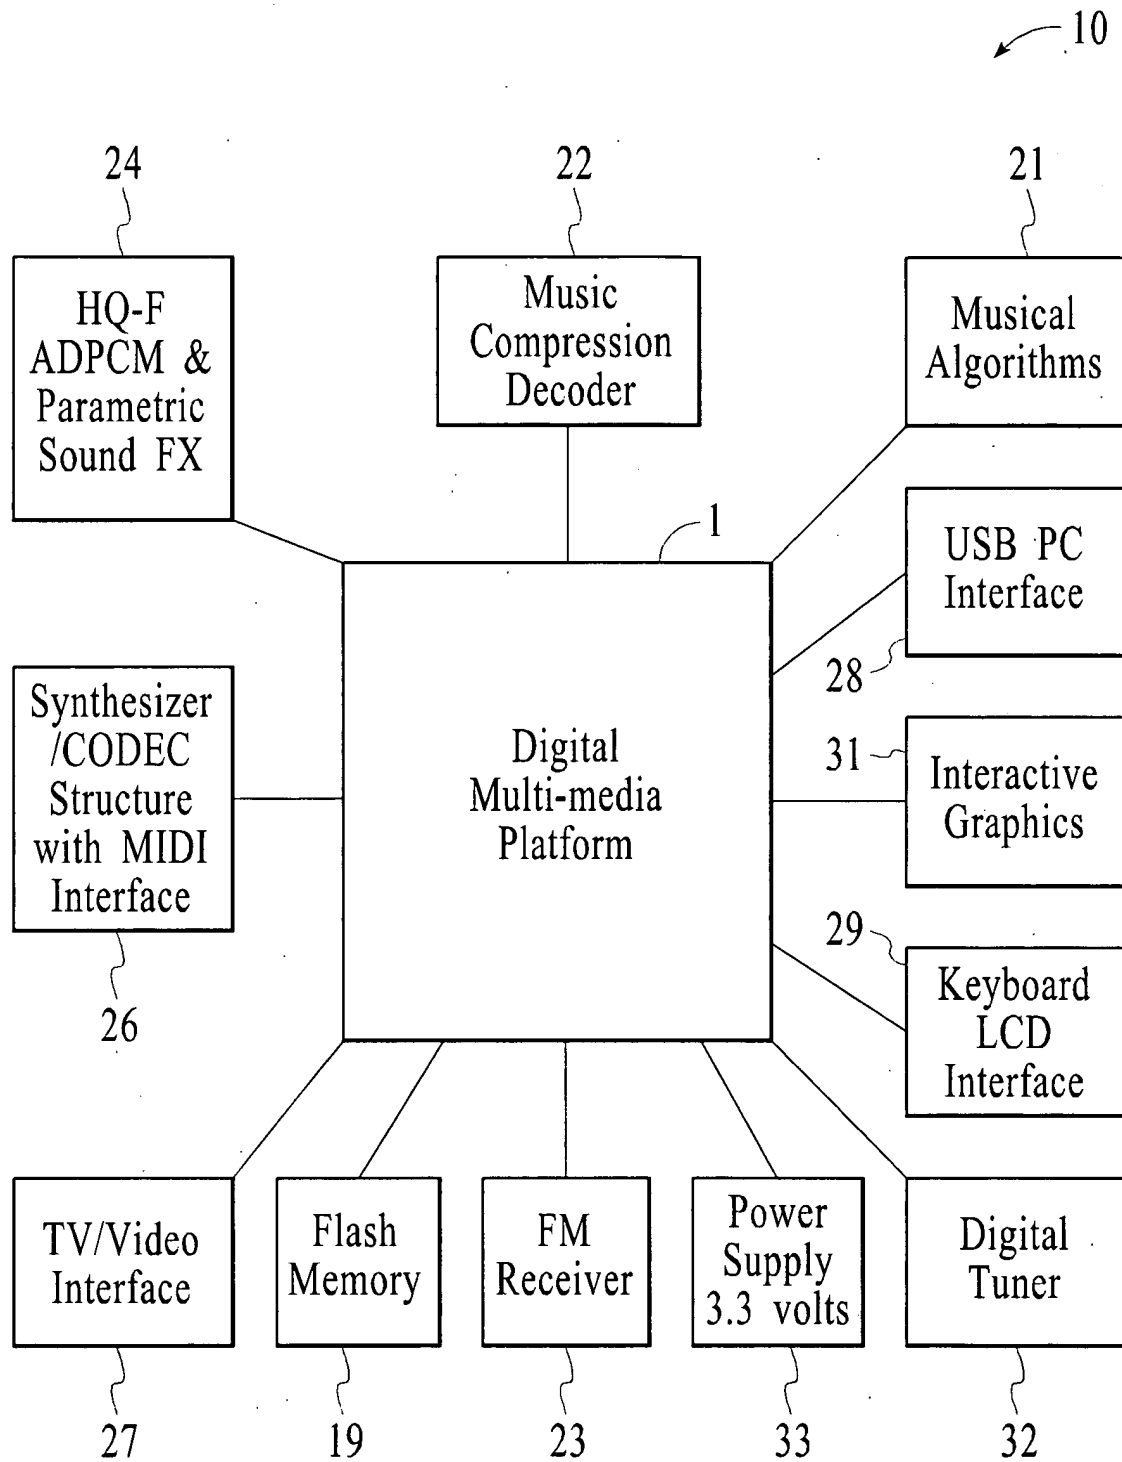 10
24
22
21
HQ-F
ADPCM &
Parametric
Sound FX
Music
Compression
Decoder
Musical
Algorithms
1
USB PC
Interface
28
Synthesizer
/CODEC
Structure
with MIDI
Interface
26
Digital
Multi-media
Platform
31
Interactive
Graphics
29
Keyboard
LCD
Interface
TV/Video
Interface
Flash
Memory
FM
Receiver
Power
Supply
3.3 volts
Digital
Tuner
27
19
23
33
32